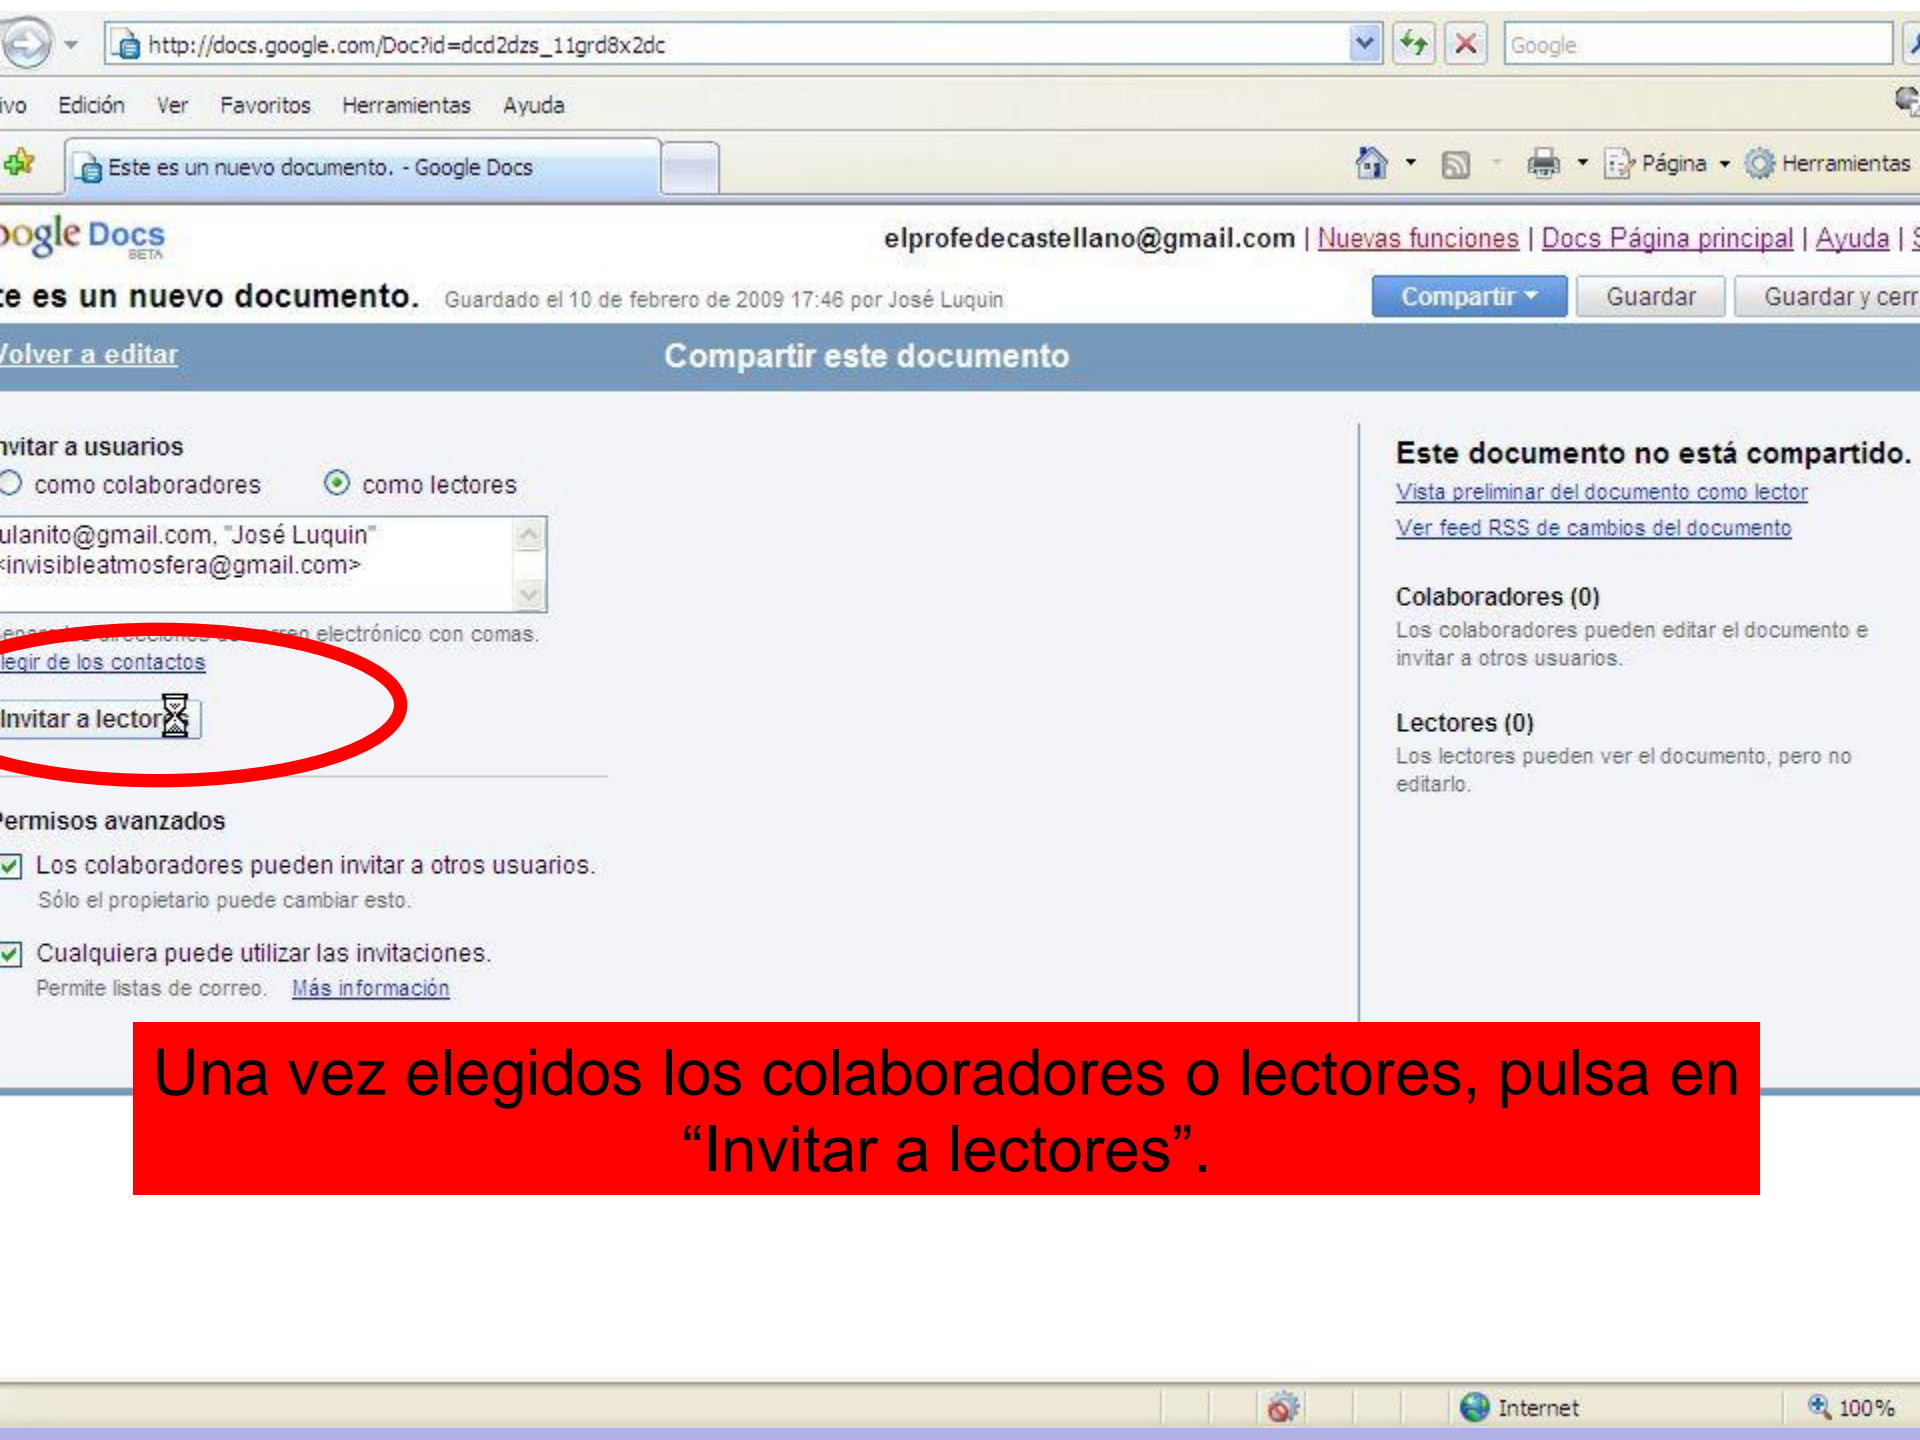 http://docs.google.com/Doc?id=dcd2dzs_11grd8x2dc
Google
ivo Edición Ver Favoritos Herramientas Ayuda
Este es un nuevo documento. - Google Docs
Página
Herramientas
oogle Docs
BETA
elprofedecastellano@gmail.com | Nuevas funciones | Docs Página principal | Ayuda | S
te es un nuevo documento. Guardado el 10 de febrero de 2009 17:46 por José Luquin
Compartir Guardar Guardar y cerr
Volver a editar
Compartir este documento
nvitar a usuarios
como colaboradores como lectores
ulanito@gmail.com, "José Luquin"
<invisibleatmosfera@gmail.com>
electrónico con comas.
legir de los contactos
Invitar a lectores
Permisos avanzados
Los colaboradores pueden invitar a otros usuarios.
Sólo el propietario puede cambiar esto.
Cualquiera puede utilizar las invitaciones.
Permite listas de correo. Más información
Este documento no está compartido.
Vista preliminar del documento como lector
Ver feed RSS de cambios del documento
Colaboradores (0)
Los colaboradores pueden editar el documento e
invitar a otros usuarios.
Lectores (0)
Los lectores pueden ver el documento, pero no
editarlo.
Una vez elegidos los colaboradores o lectores, pulsa en
“Invitar a lectores”.
Internet
100%